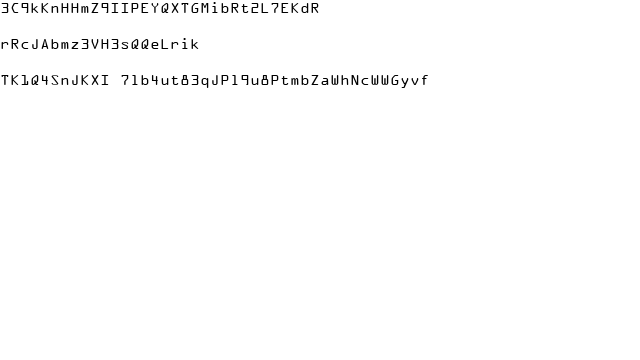 3C9kKnHHmZ9IIPEYQXTGMibRt2L7EKdR
rRcJAbmz3VH3sQQeLrik
TK1Q4SnJKXI 7lb4ut83qJPl9u8PtmbZaWhNcWWGyvf